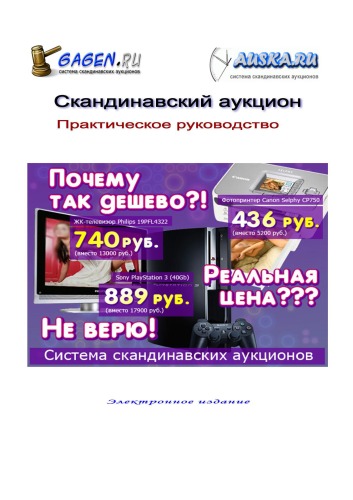 GAGEN.RU
система скандинавских аукционов
AUSKA.RU
система скандинавских аукционов
Скандинавский аукцион
Практическое руководство
Почему
так дешево?!
Фотопринтер Canon Selphy CP750
436 руб.
(вместо 5200 руб.)
ЖК-телевизор Philips 19PFL4322
740 руб.
(вместо 13000 руб.)
Sony PlayStation 3 (40Gb)
889 руб.
(вместо 17900 руб.)
Реальная
цена???
Не верю!
Система скандинавских аукционов
Электронное издание